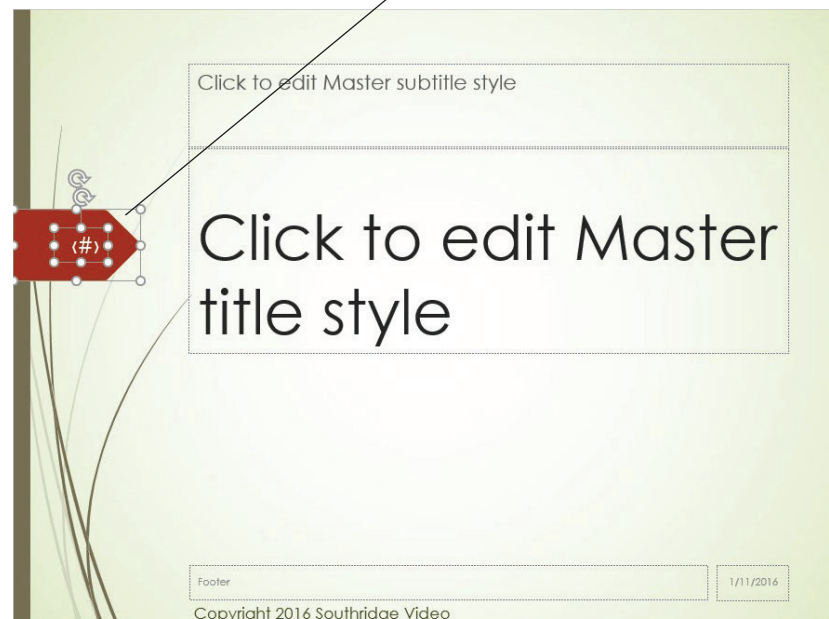 Click to edit Master subtitle style
‹#›
Click to edit Master
title style
Footer
1/11/2016
Copyright 2016 Southridge Video